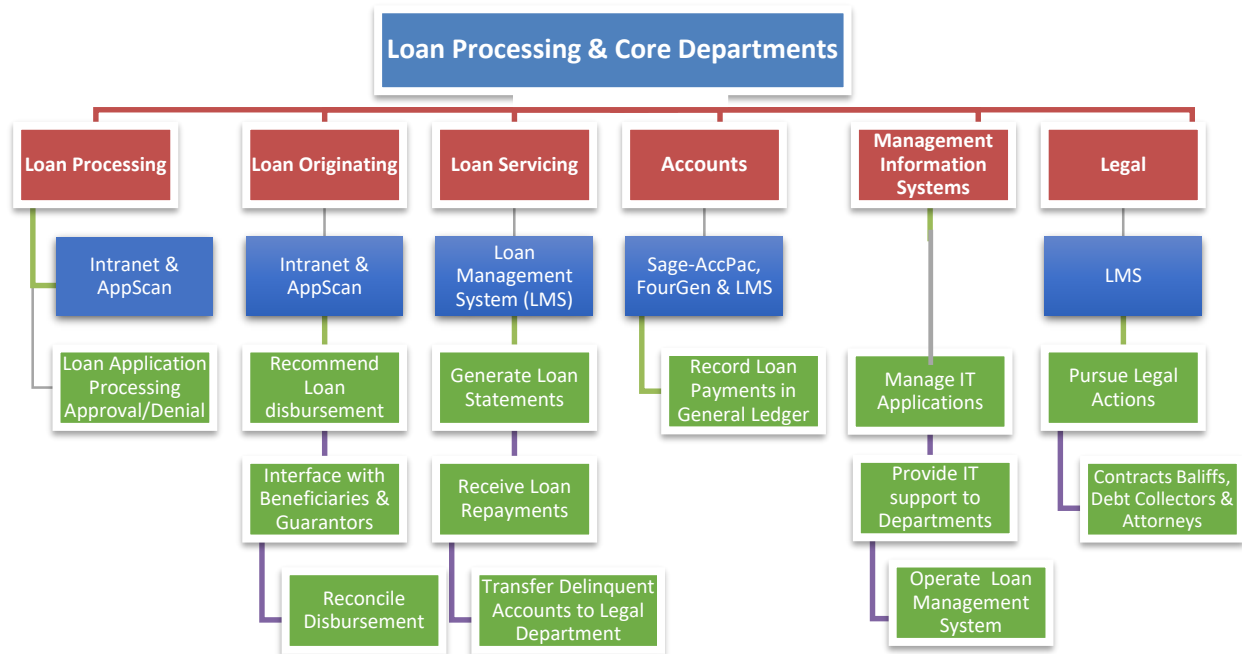 Loan Processing & Core Departments
Loan Processing
Loan Originating
Loan Servicing
Accounts
Management
Information
Systems
Legal
Intranet &
AppScan
Intranet &
AppScan
Loan
Management
System (LMS)
Sage-AccPac,
FourGen & LMS
LMS
Loan Application
Processing
Approval/Denial
Recommend
Loan
disbursement
Generate Loan
Statements
Record Loan
Payments in
General Ledger
Manage IT
Applications
Pursue Legal
Actions
Interface with
Beneficiaries &
Guarantors
Receive Loan
Repayments
Provide IT
support to
Departments
Contracts Baliffs,
Debt Collectors &
Attorneys
Reconcile
Disbursement
Transfer Delinquent
Accounts to Legal
Department
Operate Loan
Management
System